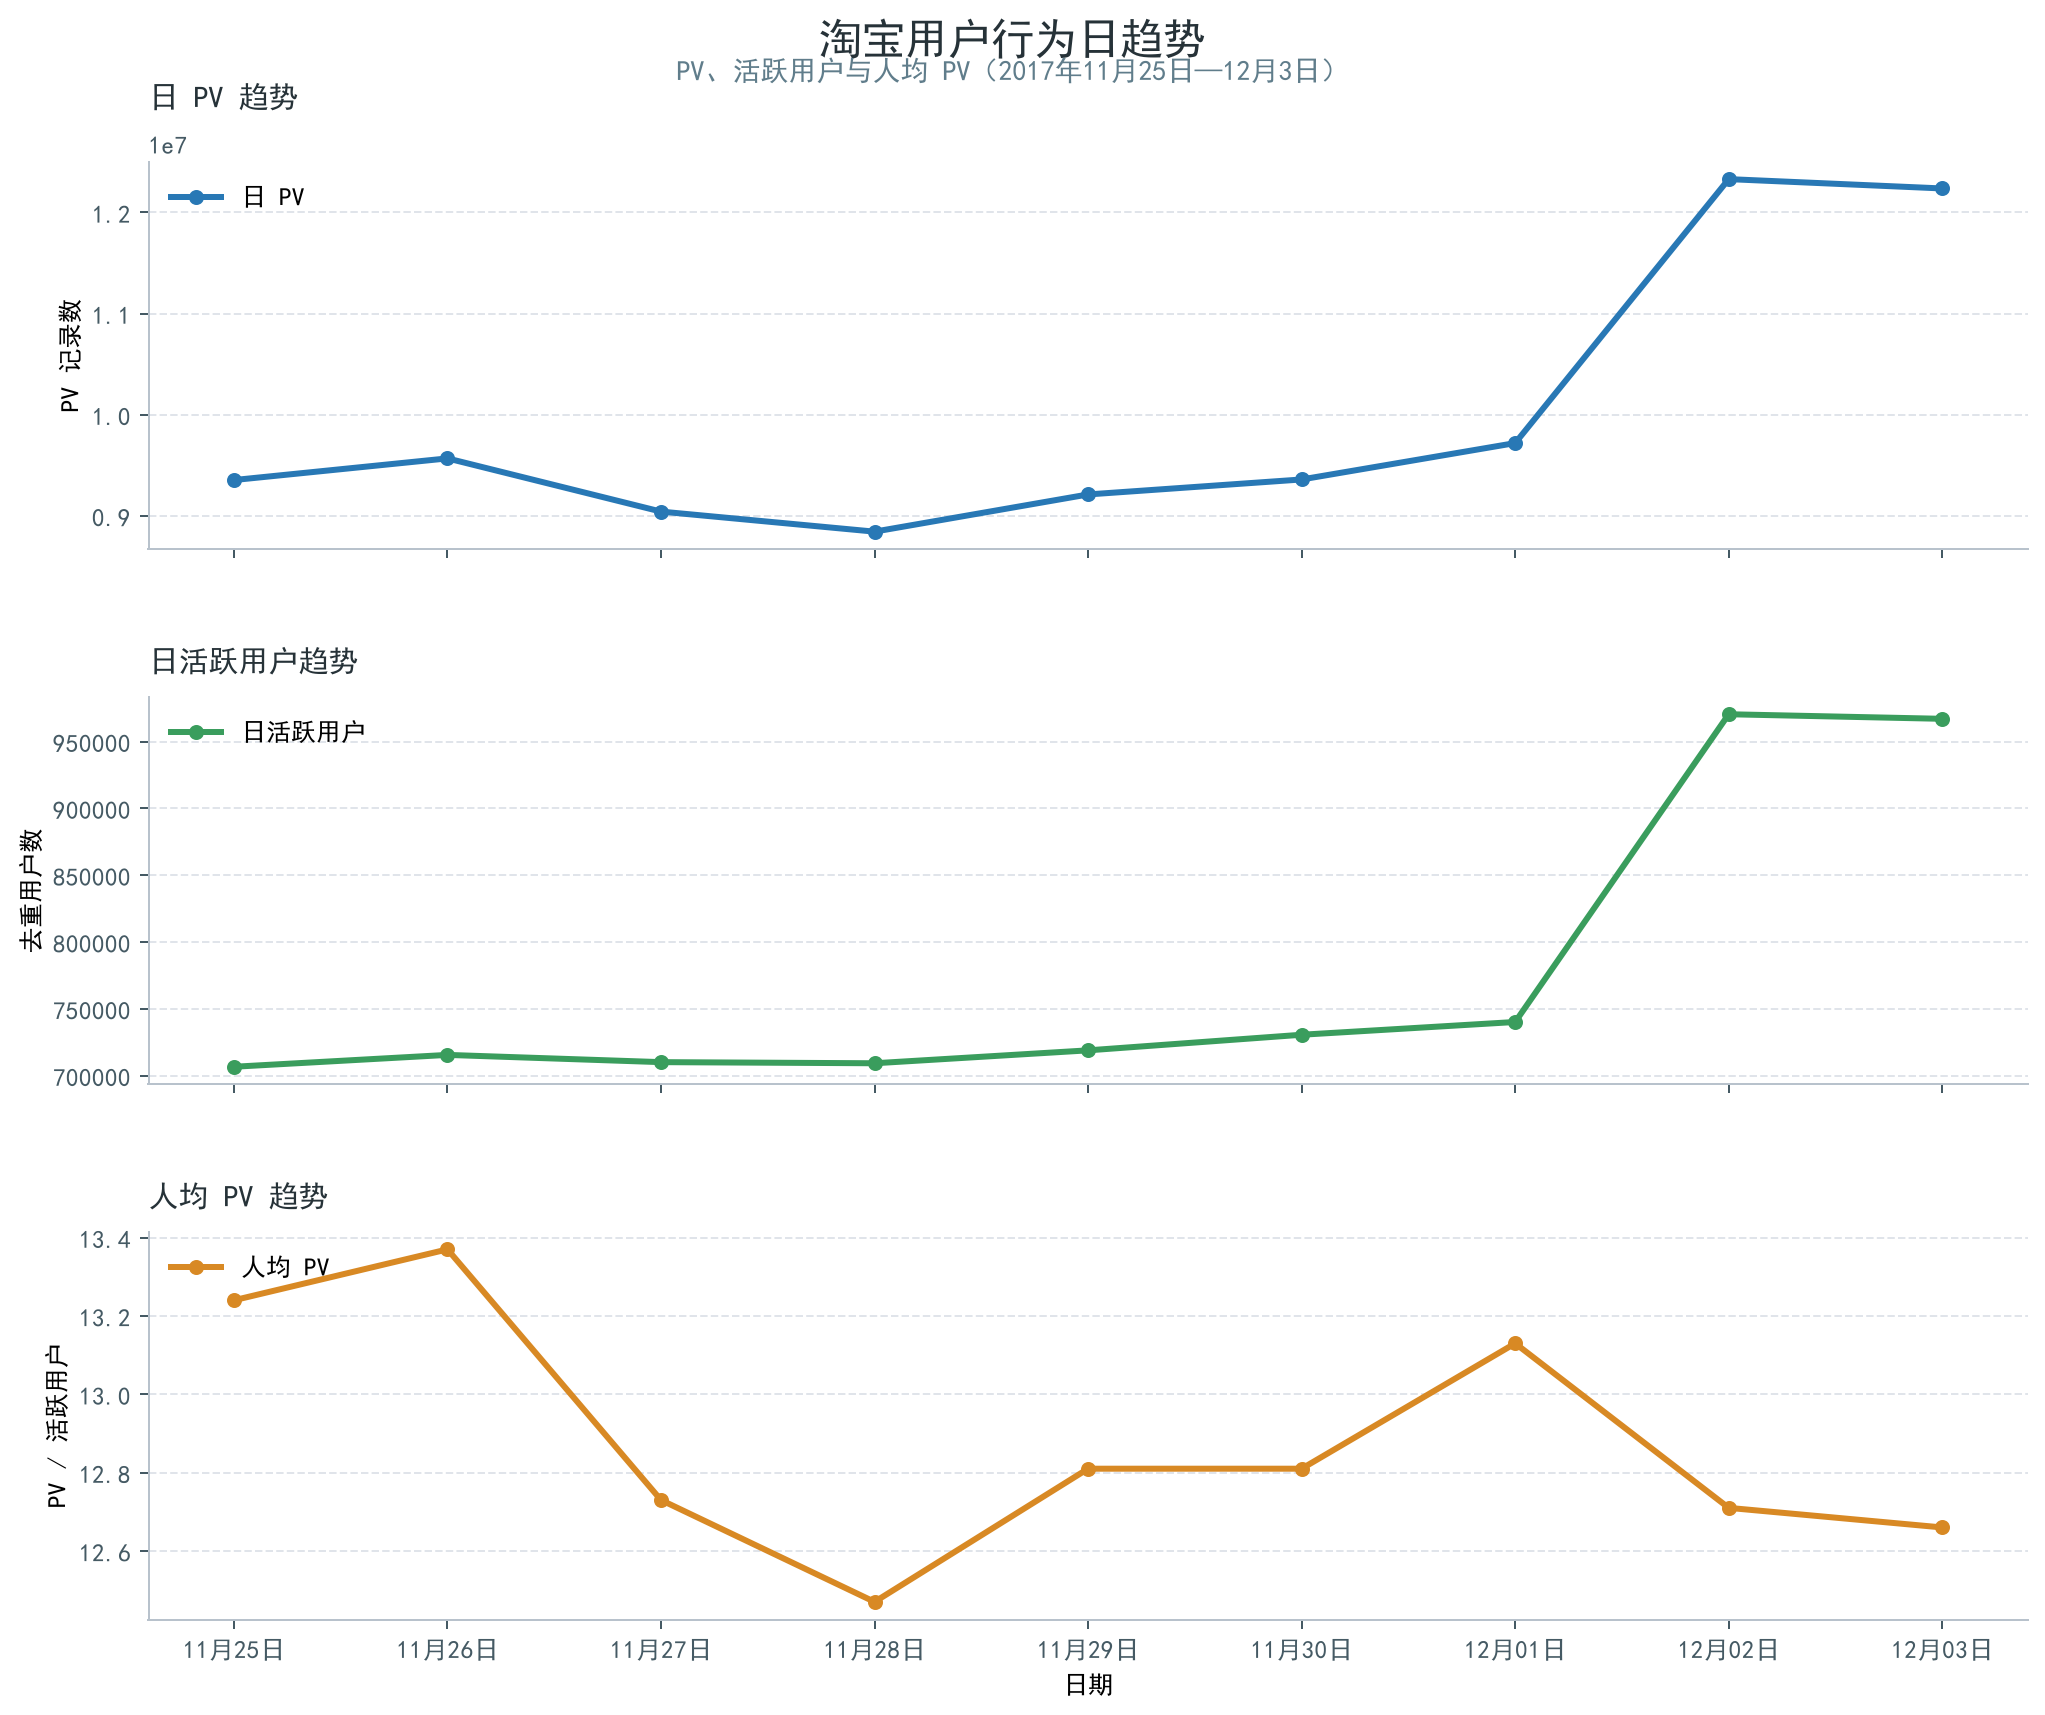 淘宝用户行为日趋势
PV、活跃用户与人均 PV（2017年11月25日—12月3日）
日 PV 趋势
1e7
日 PV
1.2
1.1
1.0
0.9
PV 记录数
日活跃用户趋势
日活跃用户
950000
900000
850000
800000
750000
700000
去重用户数
人均 PV 趋势
人均 PV
13.4
13.2
13.0
12.8
12.6
PV / 活跃用户
11月25日 11月26日 11月27日 11月28日 11月29日 11月30日 12月01日 12月02日 12月03日
日期